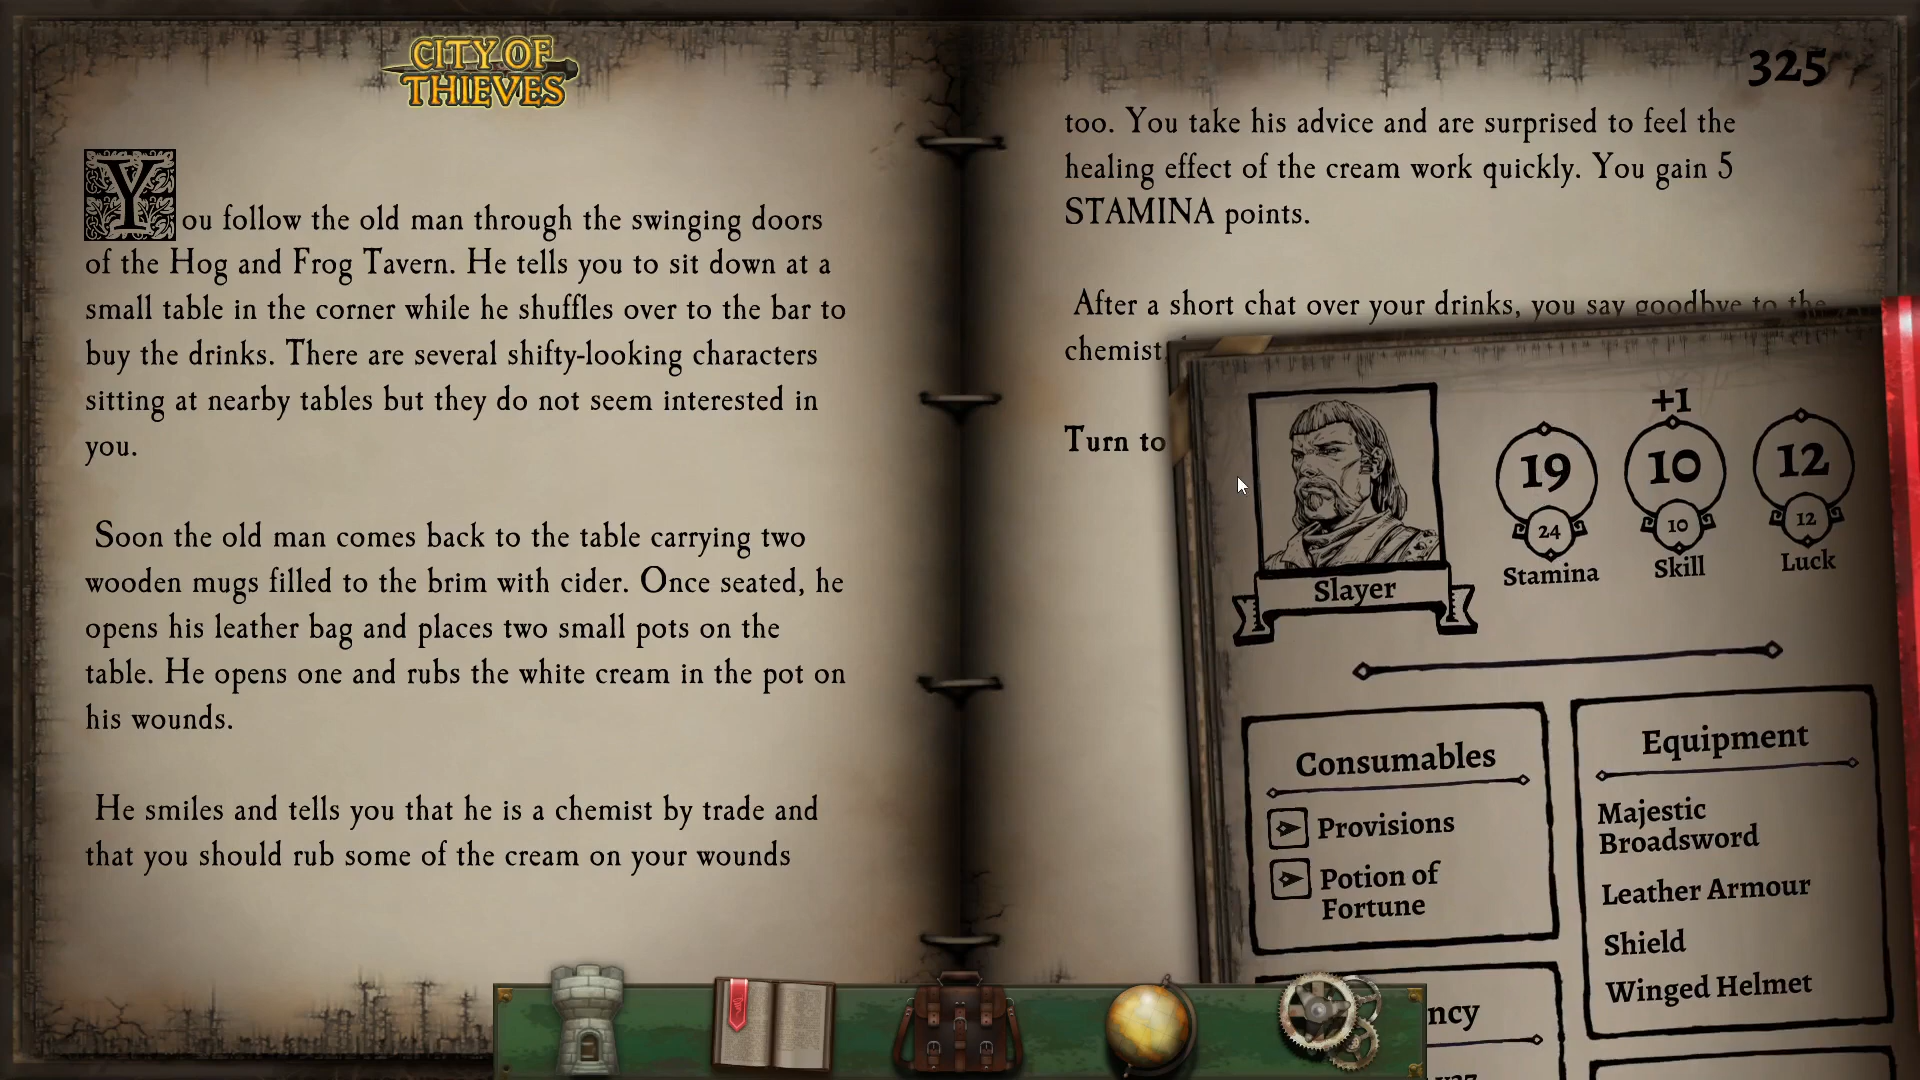 CITY OF
THIEVES
You follow the old man through the swinging doors
of the Hog and Frog Tavern. He tells you to sit down at a
small table in the corner while he shuffles over to the bar to
buy the drinks. There are several shifty-looking characters
sitting at nearby tables but they do not seem interested in
you.
Soon the old man comes back to the table carrying two
wooden mugs filled to the brim with cider. Once seated, he
opens his leather bag and places two small pots on the
table. He opens one and rubs the white cream in the pot on
his wounds.
He smiles and tells you that he is a chemist by trade and
that you should rub some of the cream on your wounds
325
too. You take his advice and are surprised to feel the
healing effect of the cream work quickly. You gain 5
STAMINA points.
After a short chat over your drinks, you say goodbye to the
chemist
Turn to
+1
19
10
12
24
10
12
Stamina
Skill
Luck
Slayer
Consumables
Provisions
Potion of
Fortune
Equipment
Majestic
Broadsword
Leather Armour
Shield
Winged Helmet
ncy